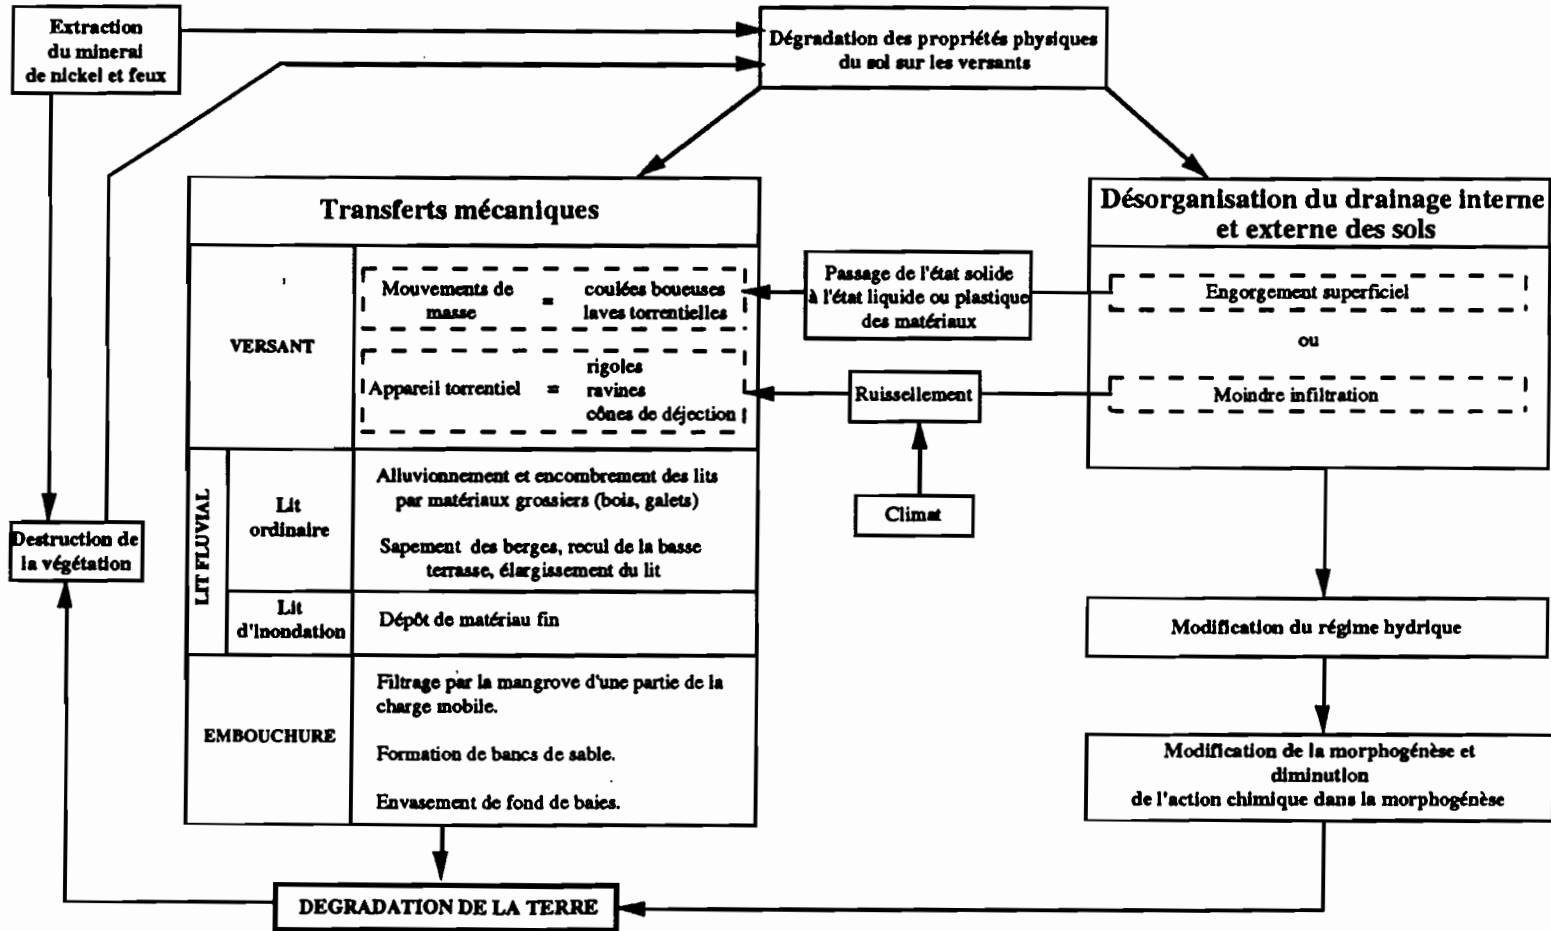 Extraction
du minerai
de nickel et feux
Dégradation des propriétés physiques
du sol sur les versants
Transferts mécaniques
VERSANT
Mouvements de
masse
=
coulées boueuses
laves torrentielles
Appareil torrentiel
=
rigoles
ravines
cônes de déjection
LIT FLUVIAL
Lit
ordinaire
Alluvionnement et encombrement des lits
par matériaux grossiers (bois, galets)
Sapement des berges, recul de la basse
terrasse, élargissement du lit
Lit
d'inondation
Dépôt de matériau fin
EMBOUCHURE
Filtrage par la mangrove d'une partie de la
charge mobile.
Formation de bancs de sable.
Envasement de fond de baies.
Passage de l'état solide
à l'état liquide ou plastique
des matériaux
Ruissellement
Climat
Désorganisation du drainage interne
et externe des sols
Engorgement superficiel
ou
Moindre infiltration
Modification du régime hydrique
Modification de la morphogénèse et
diminution
de l'action chimique dans la morphogénèse
Destruction de
la végétation
DEGRADATION DE LA TERRE